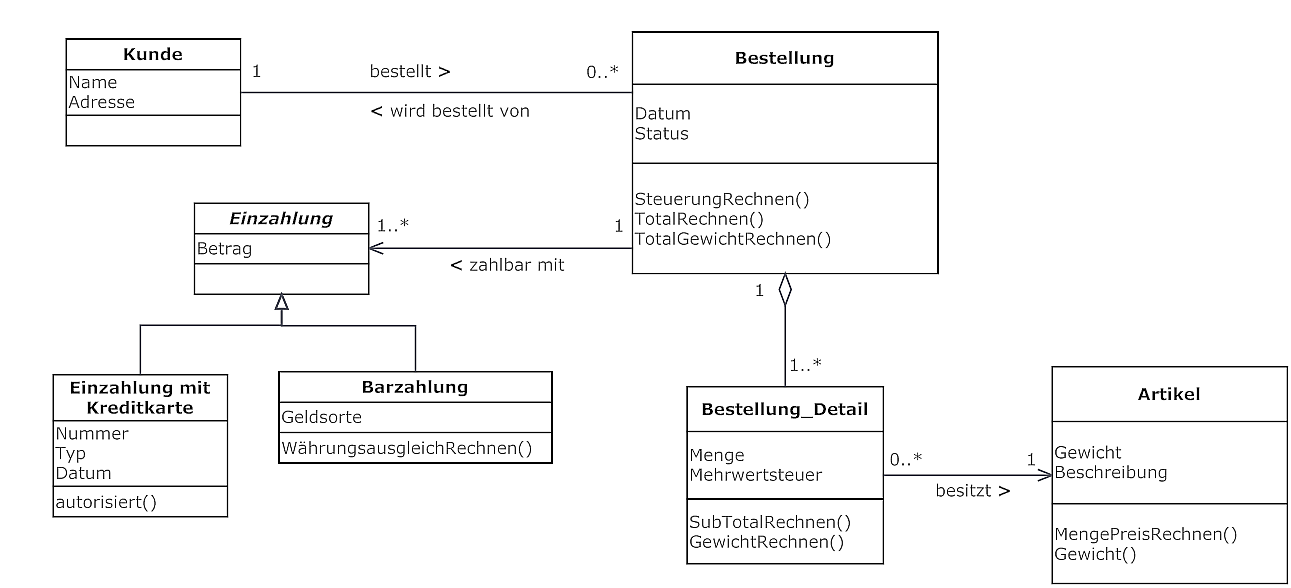 Kunde
Name
Adresse
1
bestellt >
0..*
< wird bestellt von
Bestellung
Datum
Status
SteuerungRechnen()
TotalRechnen()
TotalGewichtRechnen()
Einzahlung
Betrag
1..*
1
< zahlbar mit
1
1..*
Einzahlung mit
Kreditkarte
Nummer
Typ
Datum
autorisiert()
Barzahlung
Geldsorte
WährungsausgleichRechnen()
Bestellung_Detail
Menge
Mehrwertsteuer
SubTotalRechnen()
GewichtRechnen()
0..*
1
besitzt >
Artikel
Gewicht
Beschreibung
MengePreisRechnen()
Gewicht()